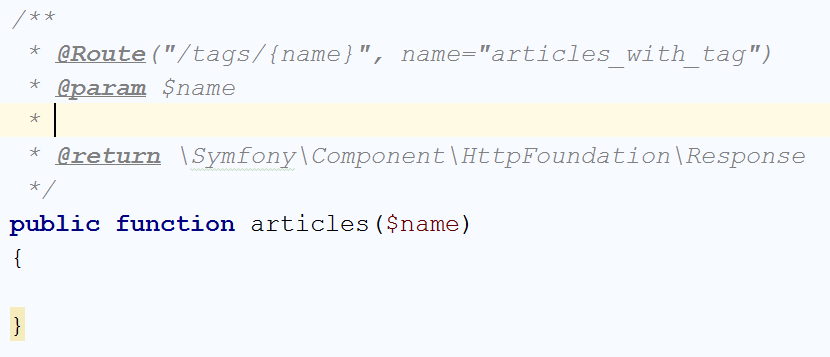 /**
 * @Route("/tags/{name}", name="articles_with_tag")
 * @param $name
 *
 * @return \Symfony\Component\HttpFoundation\Response
 */
public function articles($name)
{
}